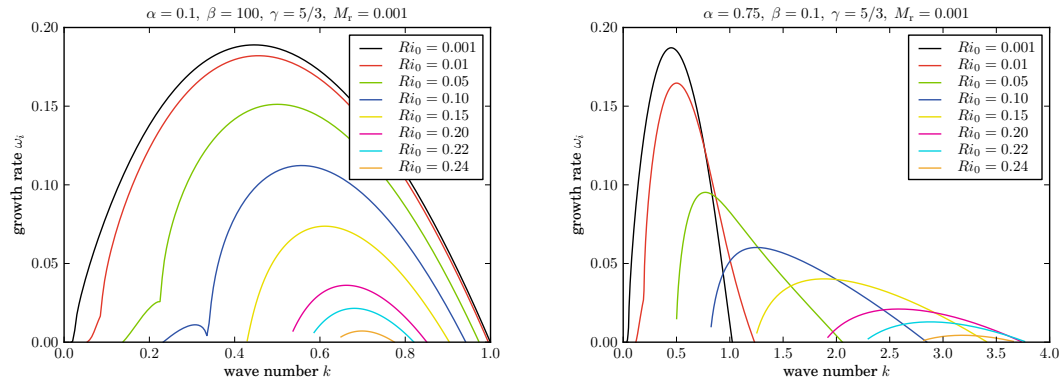 α = 0.1, β = 100, γ = 5/3, M_r = 0.001
growth rate ω_i
0.20
0.15
0.10
0.05
0.00
Ri_0 = 0.001
Ri_0 = 0.01
Ri_0 = 0.05
Ri_0 = 0.10
Ri_0 = 0.15
Ri_0 = 0.20
Ri_0 = 0.22
Ri_0 = 0.24
0.0 0.2 0.4 0.6 0.8 1.0
wave number k
α = 0.75, β = 0.1, γ = 5/3, M_r = 0.001
growth rate ω_i
0.20
0.15
0.10
0.05
0.00
Ri_0 = 0.001
Ri_0 = 0.01
Ri_0 = 0.05
Ri_0 = 0.10
Ri_0 = 0.15
Ri_0 = 0.20
Ri_0 = 0.22
Ri_0 = 0.24
0.0 0.5 1.0 1.5 2.0 2.5 3.0 3.5 4.0
wave number k